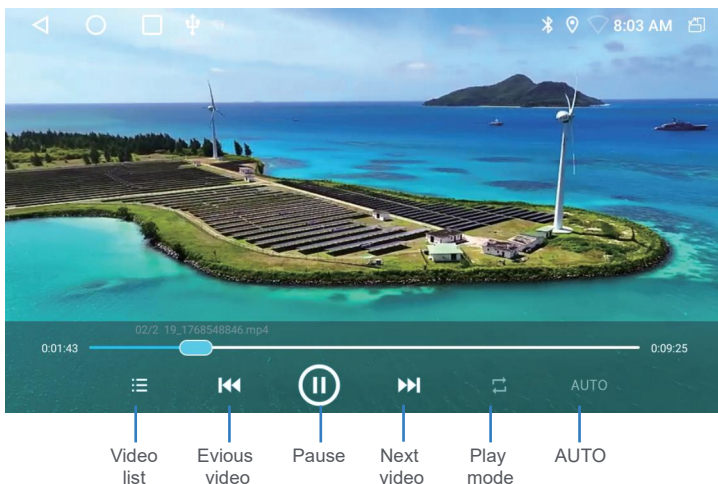 8:03 AM
02/2 19_1768548846.mp4
0:01:43
0:09:25
AUTO
Video
list
Evious
video
Pause
Next
video
Play
mode
AUTO